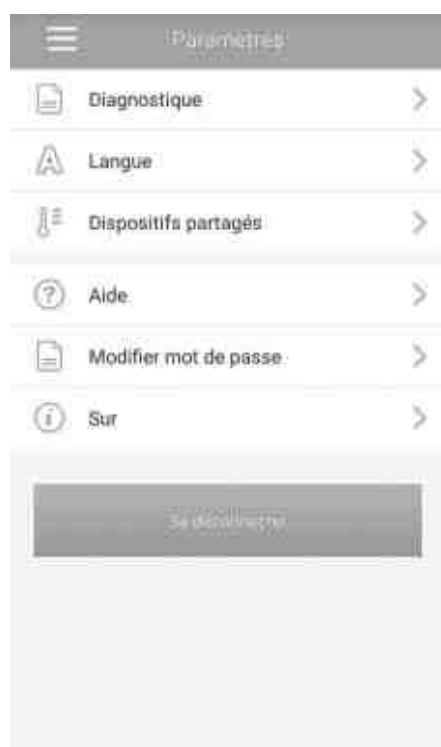 Paramètres
Diagnostique
Langue
Dispositifs partagés
Aide
Modifier mot de passe
Sur
Se déconnecter